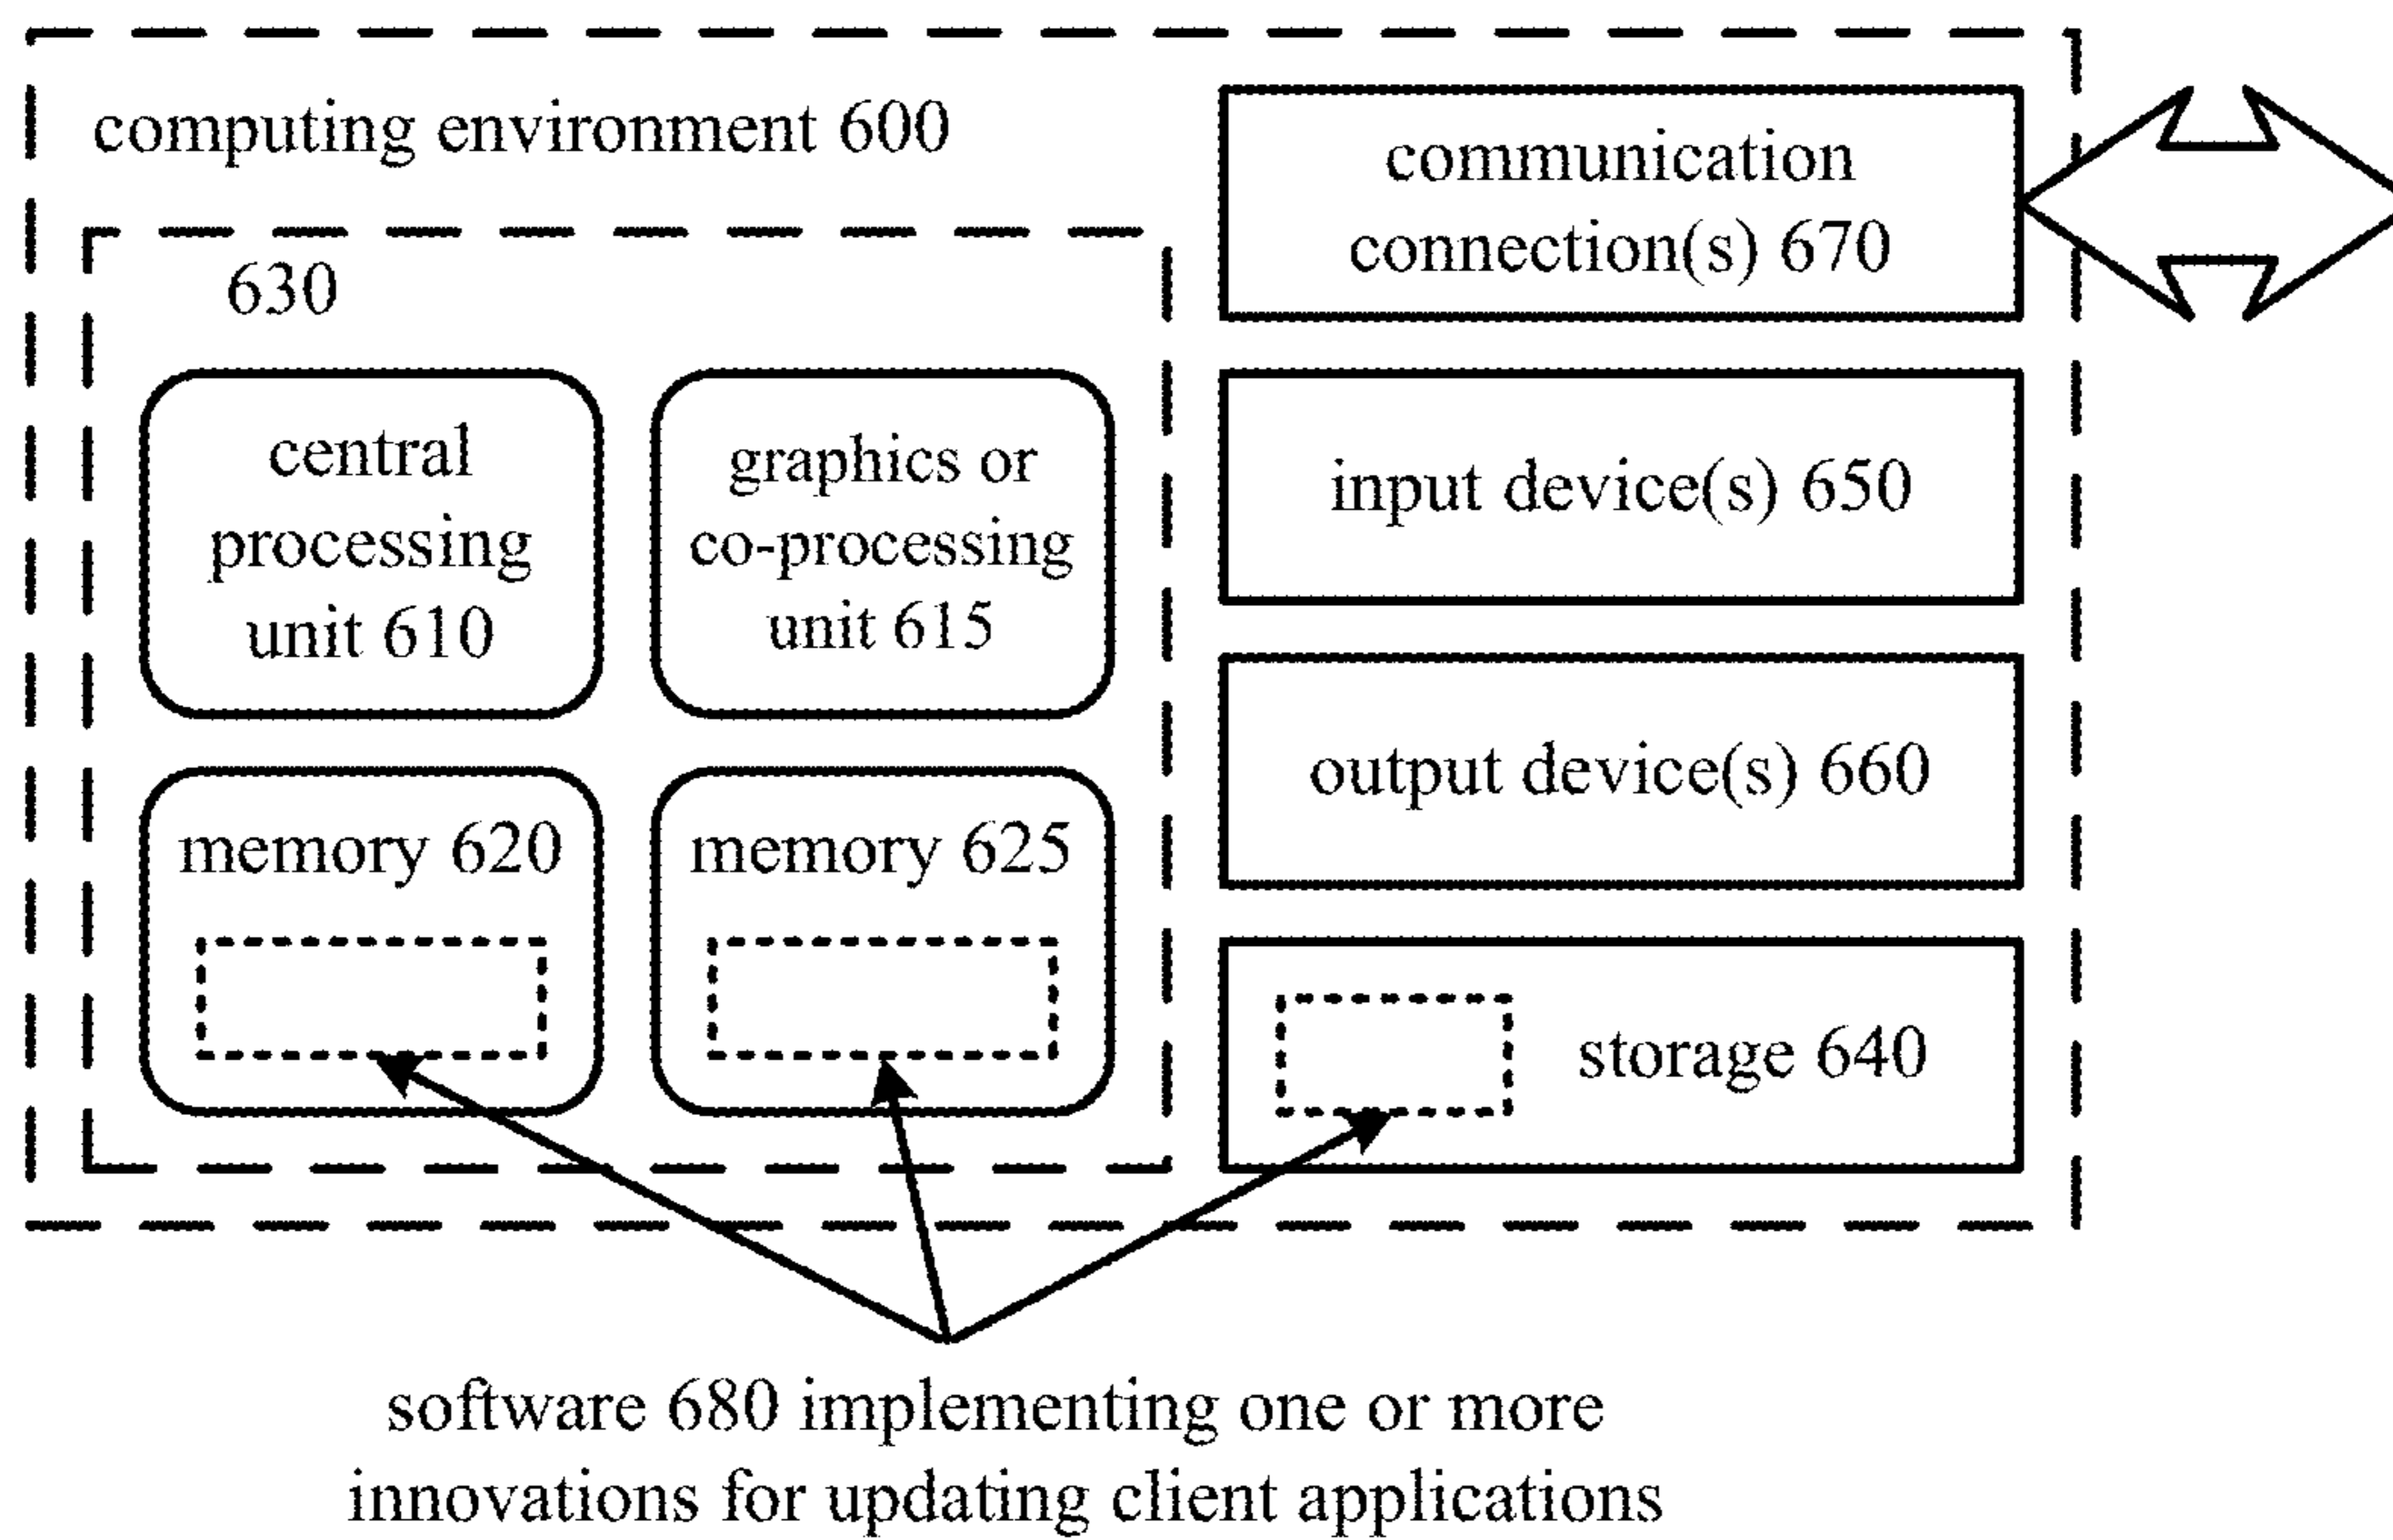 computing environment 600
630
central
processing
unit 610
graphics or
co-processing
unit 615
memory 620
memory 625
communication
connection(s) 670
input device(s) 650
output device(s) 660
storage 640
software 680 implementing one or more
innovations for updating client applications